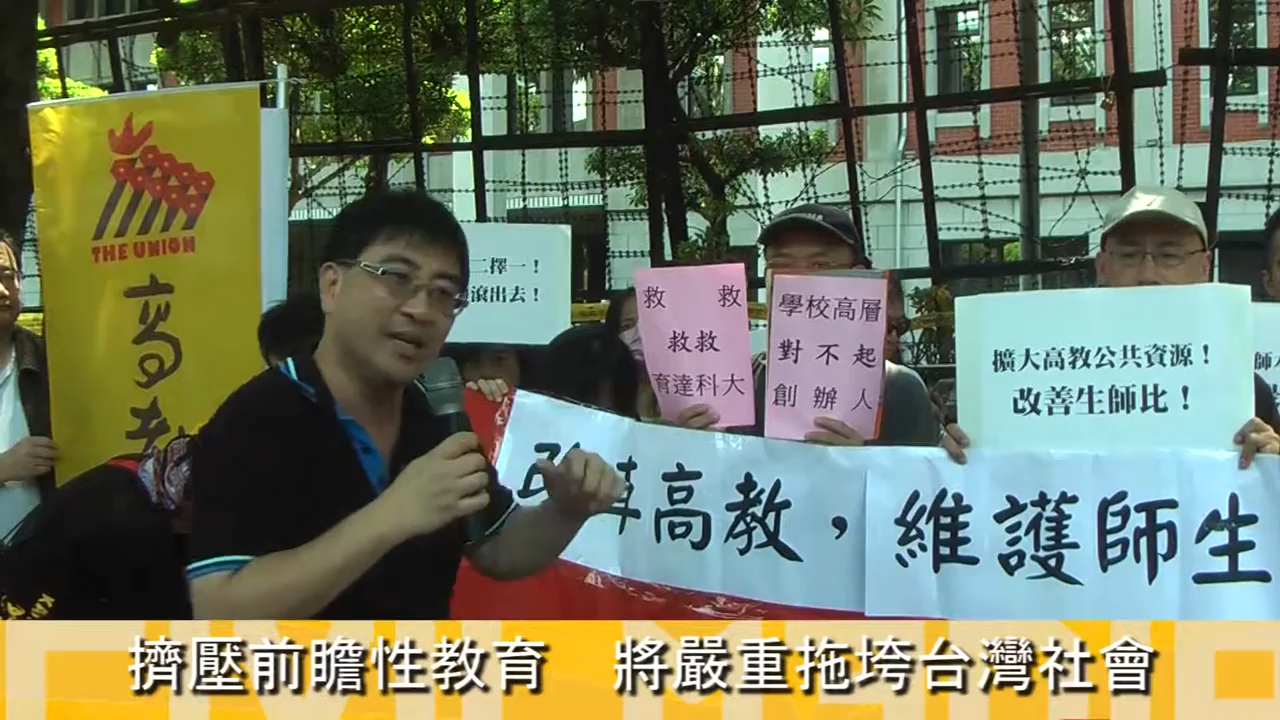 THE UNION
高教
二擇一！
滾出去！
救 救
救救
育達科大
學校高層
對不起
創辦人
擴大高教公共資源！
改善生師比！
轉高教，維護師生
擠壓前瞻性教育 將嚴重拖垮台灣社會